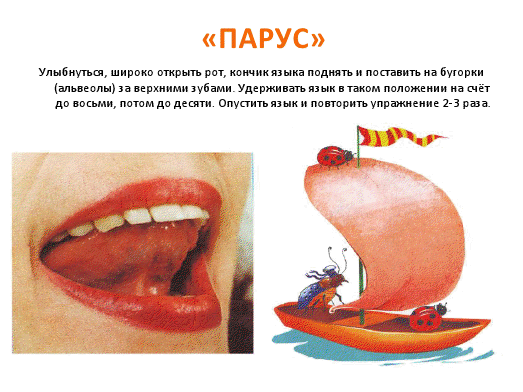 «ПАРУС»
Улыбнуться, широко открыть рот, кончик языка поднять и поставить на бугорки
(альвеолы) за верхними зубами. Удерживать язык в таком положении на счёт
до восьми, потом до десяти. Опустить язык и повторить упражнение 2-3 раза.